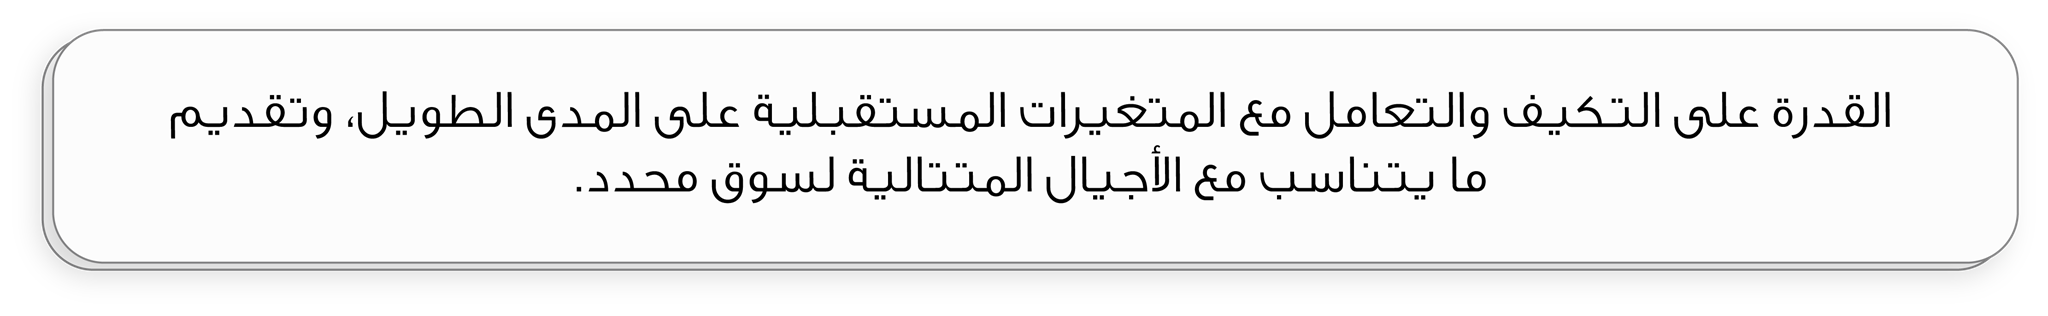 القدرة على التكيف والتعامل مع المتغيرات المستقبلية على المدى الطويل، وتقديم
ما يتناسب مع الأجيال المتتالية لسوق محدد.